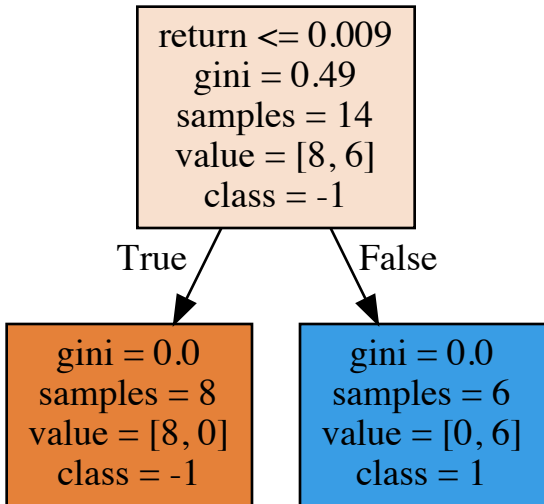 return <= 0.009
gini = 0.49
samples = 14
value = [8, 6]
class = -1
True
False
gini = 0.0
samples = 8
value = [8, 0]
class = -1
gini = 0.0
samples = 6
value = [0, 6]
class = 1